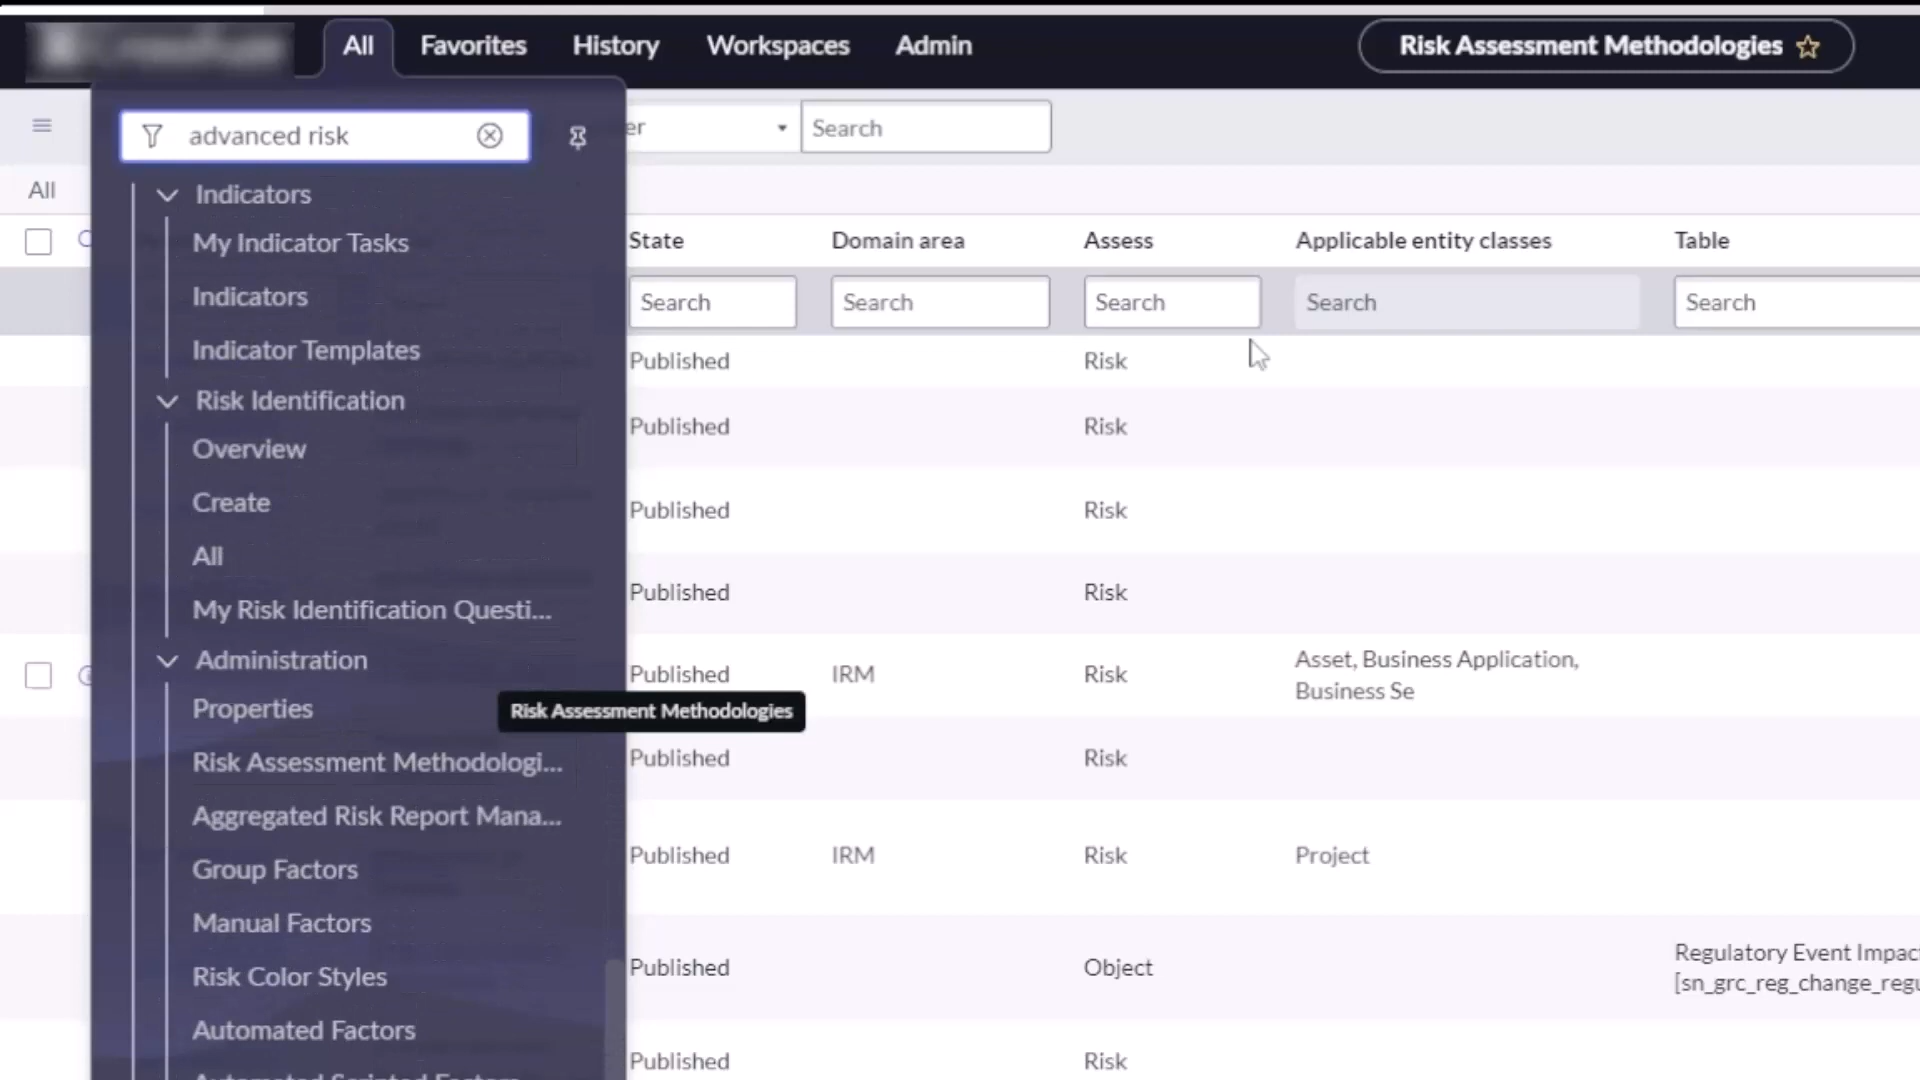 All Favorites History Workspaces Admin Risk Assessment Methodologies
advanced risk
er Search
All
Indicators
My Indicator Tasks
Indicators
Indicator Templates
Risk Identification
Overview
Create
All
My Risk Identification Questi...
Administration
Properties
Risk Assessment Methodologies
Risk Assessment Methodologi...
Aggregated Risk Report Mana...
Group Factors
Manual Factors
Risk Color Styles
Automated Factors
Automated Scripted Factors
State Domain area Assess Applicable entity classes Table
Search Search Search Search Search
Published Risk
Published Risk
Published Risk
Published Risk
Published IRM Risk Asset, Business Application,
Business Se
Published Risk
Published IRM Risk Project
Published Object Regulatory Event Impac
[sn_grc_reg_change_regu
Published Risk